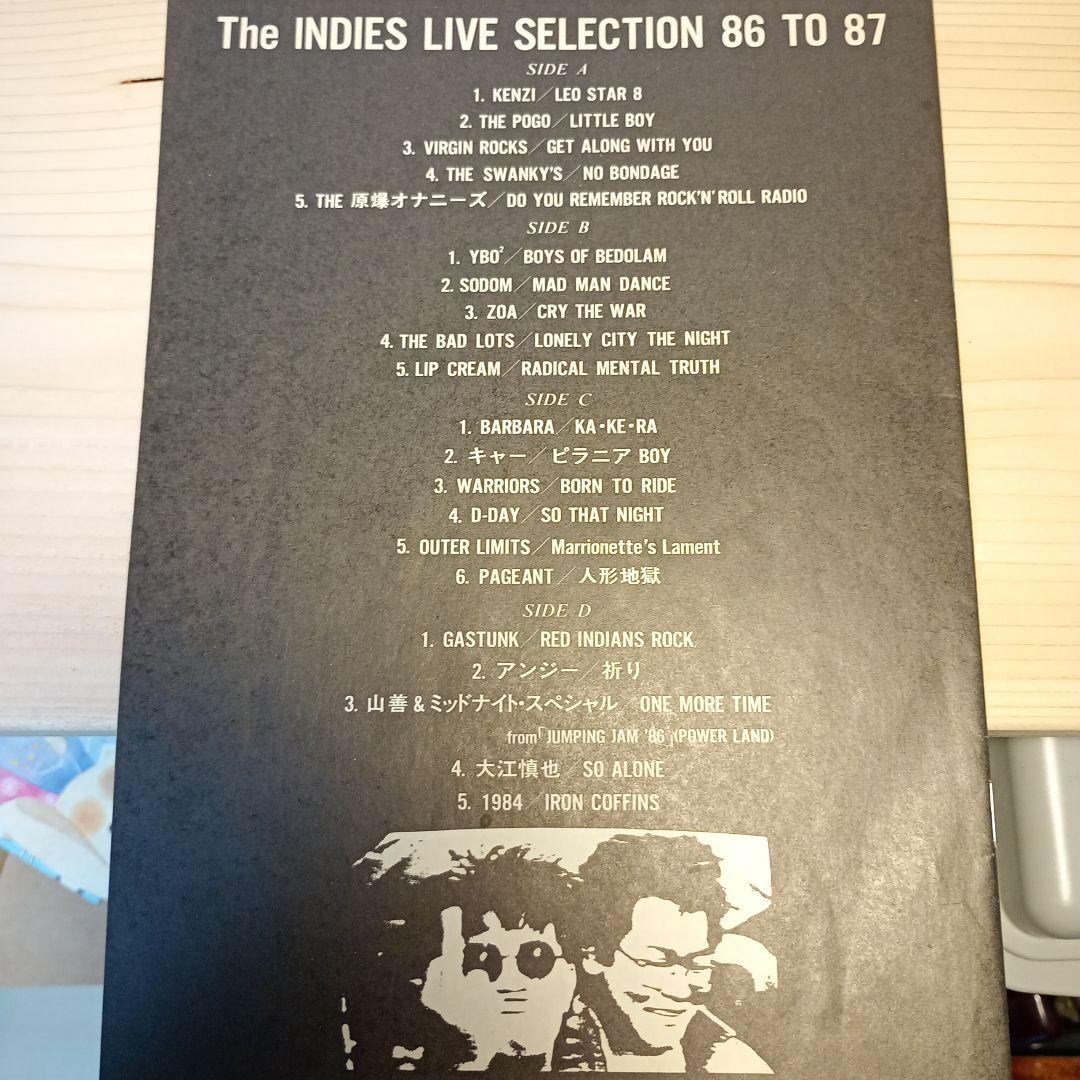 The INDIES LIVE SELECTION 86 TO 87
SIDE A
1. KENZI／LEO STAR 8
2. THE POGO／LITTLE BOY
3. VIRGIN ROCKS／GET ALONG WITH YOU
4. THE SWANKY'S／NO BONDAGE
5. THE 原爆オナニーズ／DO YOU REMEMBER ROCK'N'ROLL RADIO
SIDE B
1. YBO²／BOYS OF BEDOLAM
2. SODOM／MAD MAN DANCE
3. ZOA／CRY THE WAR
4. THE BAD LOTS／LONELY CITY THE NIGHT
5. LIP CREAM／RADICAL MENTAL TRUTH
SIDE C
1. BARBARA／KA・KE・RA
2. キャー／ピラニア BOY
3. WARRIORS／BORN TO RIDE
4. D-DAY／SO THAT NIGHT
5. OUTER LIMITS／Marrionette's Lament
6. PAGEANT／人形地獄
SIDE D
1. GASTUNK／RED INDIANS ROCK
2. アンジー／祈り
3. 山善＆ミッドナイト・スペシャル／ONE MORE TIME
from「JUMPING JAM '86」(POWER LAND)
4. 大江慎也／SO ALONE
5. 1984／IRON COFFINS